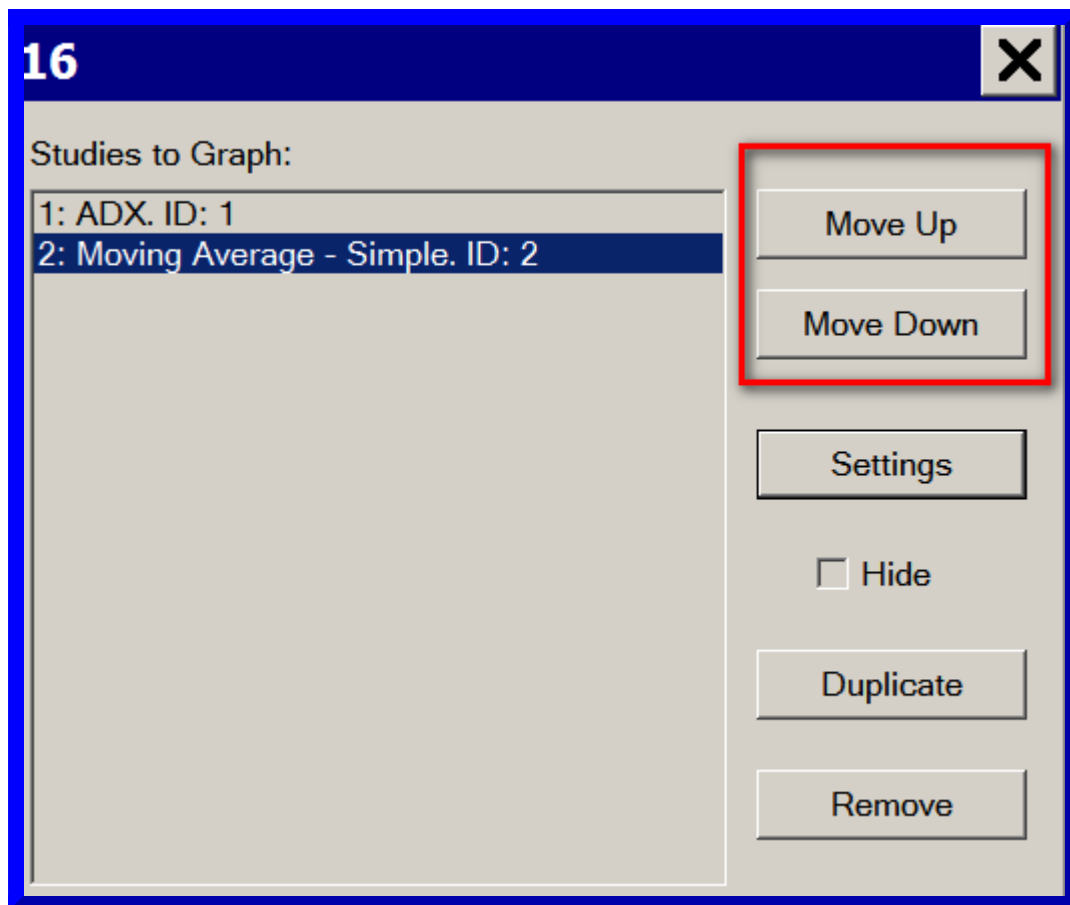 16
Studies to Graph:
1: ADX. ID: 1
2: Moving Average - Simple. ID: 2
Move Up
Move Down
Settings
Hide
Duplicate
Remove